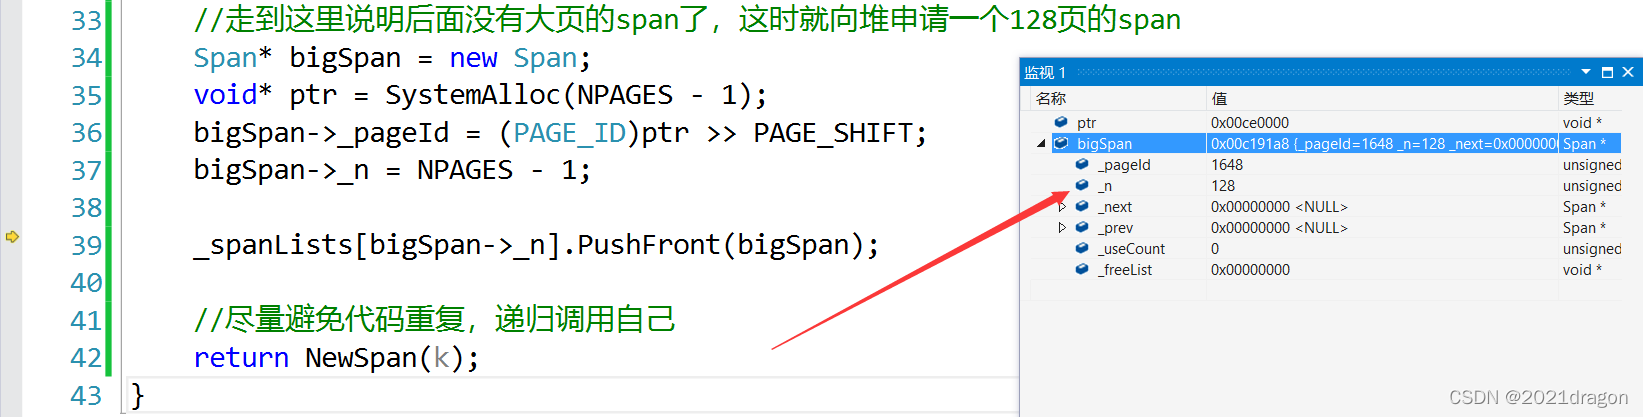 33 //走到这里说明后面没有大页的span了，这时就向堆申请一个128页的span
34 Span* bigSpan = new Span;
35 void* ptr = SystemAlloc(NPAGES - 1);
36 bigSpan->_pageId = (PAGE_ID)ptr >> PAGE_SHIFT;
37 bigSpan->_n = NPAGES - 1;
38
39 _spanLists[bigSpan->_n].PushFront(bigSpan);
40
41 //尽量避免代码重复，递归调用自己
42 return NewSpan(k);
43 }
监视 1
名称 值 类型
ptr 0x00ce0000 void *
bigSpan 0x00c191a8 {_pageId=1648 _n=128 _next=0x0000000 Span *
_pageId 1648 unsigned
_n 128 unsigned
_next 0x00000000 <NULL> Span *
_prev 0x00000000 <NULL> Span *
_useCount 0 unsigned
_freeList 0x00000000 void *
CSDN @2021dragon